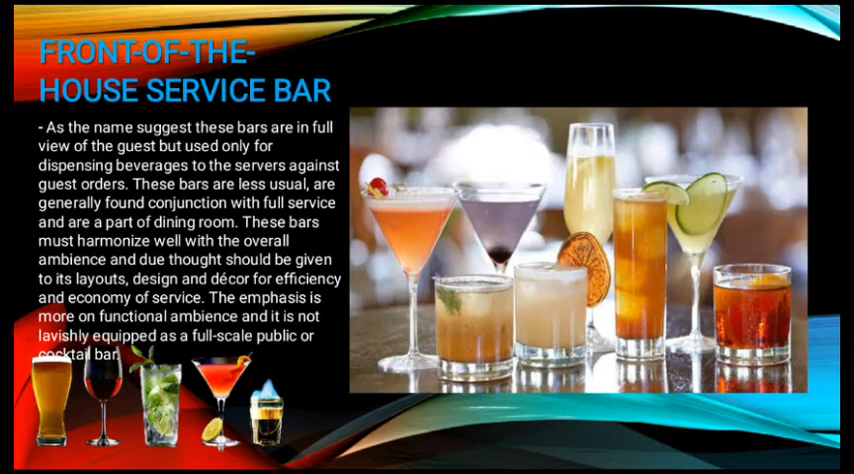 FRONT-OF-THE-
HOUSE SERVICE BAR
- As the name suggest these bars are in full
view of the guest but used only for
dispensing beverages to the servers against
guest orders. These bars are less usual, are
generally found conjunction with full service
and are a part of dining room. These bars
must harmonize well with the overall
ambience and due thought should be given
to its layouts, design and décor for efficiency
and economy of service. The emphasis is
more on functional ambience and it is not
lavishly equipped as a full-scale public or
cocktail bar.